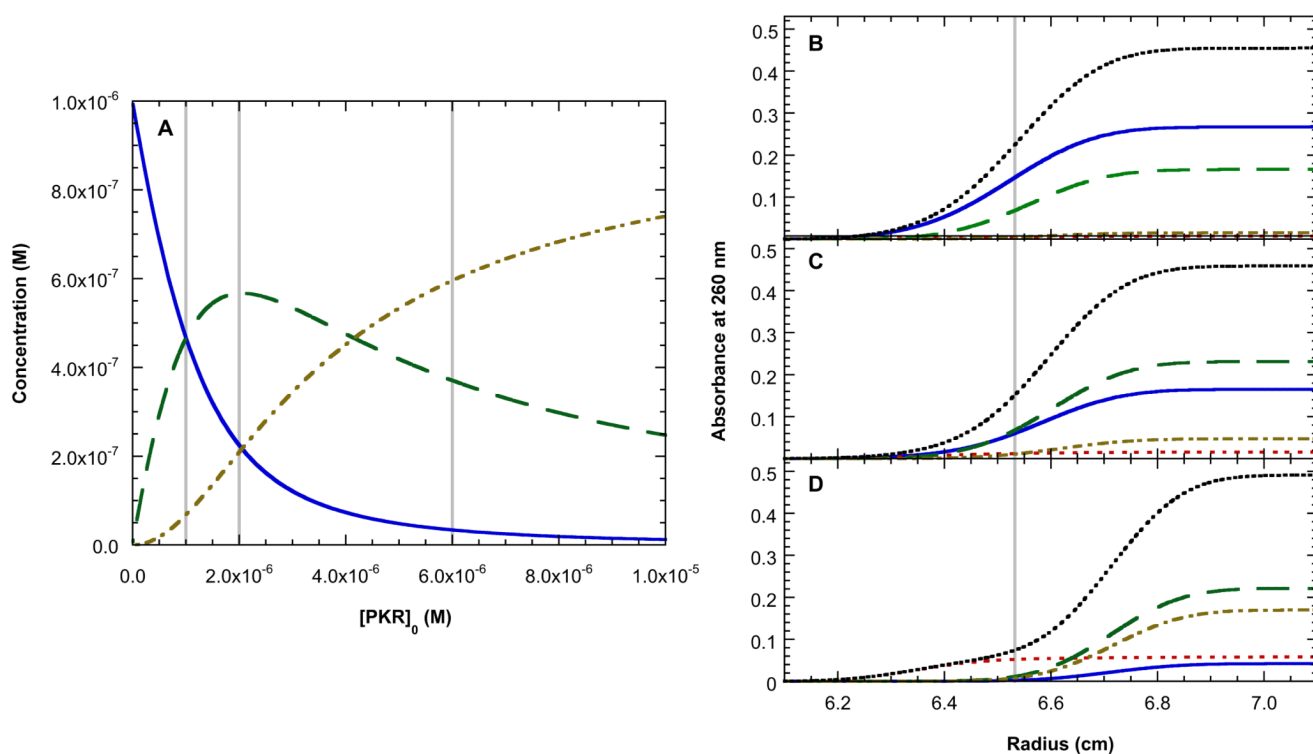 A
1.0x10⁻⁶
8.0x10⁻⁷
6.0x10⁻⁷
4.0x10⁻⁷
2.0x10⁻⁷
0.0
Concentration (M)
0.0
2.0x10⁻⁶
4.0x10⁻⁶
6.0x10⁻⁶
8.0x10⁻⁶
1.0x10⁻⁵
[PKR]₀ (M)
Absorbance at 260 nm
B
0.5
0.4
0.3
0.2
0.1
C
0.5
0.4
0.3
0.2
0.1
D
0.5
0.4
0.3
0.2
0.1
0
6.2
6.4
6.6
6.8
7.0
Radius (cm)